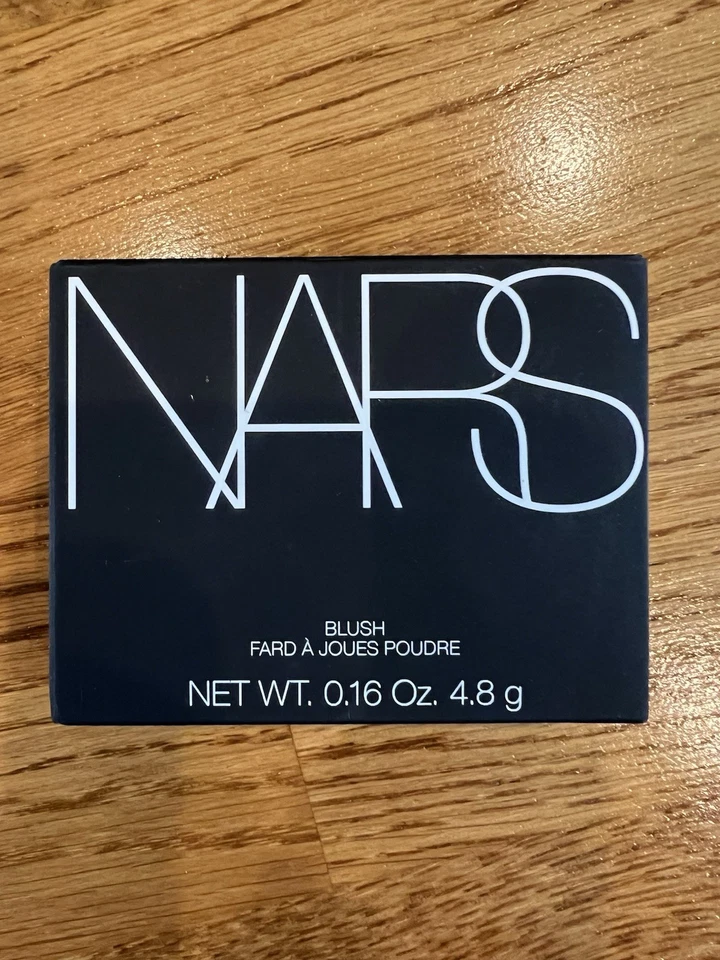 NARS
BLUSH
FARD À JOUES POUDRE
NET WT. 0.16 Oz. 4.8 g